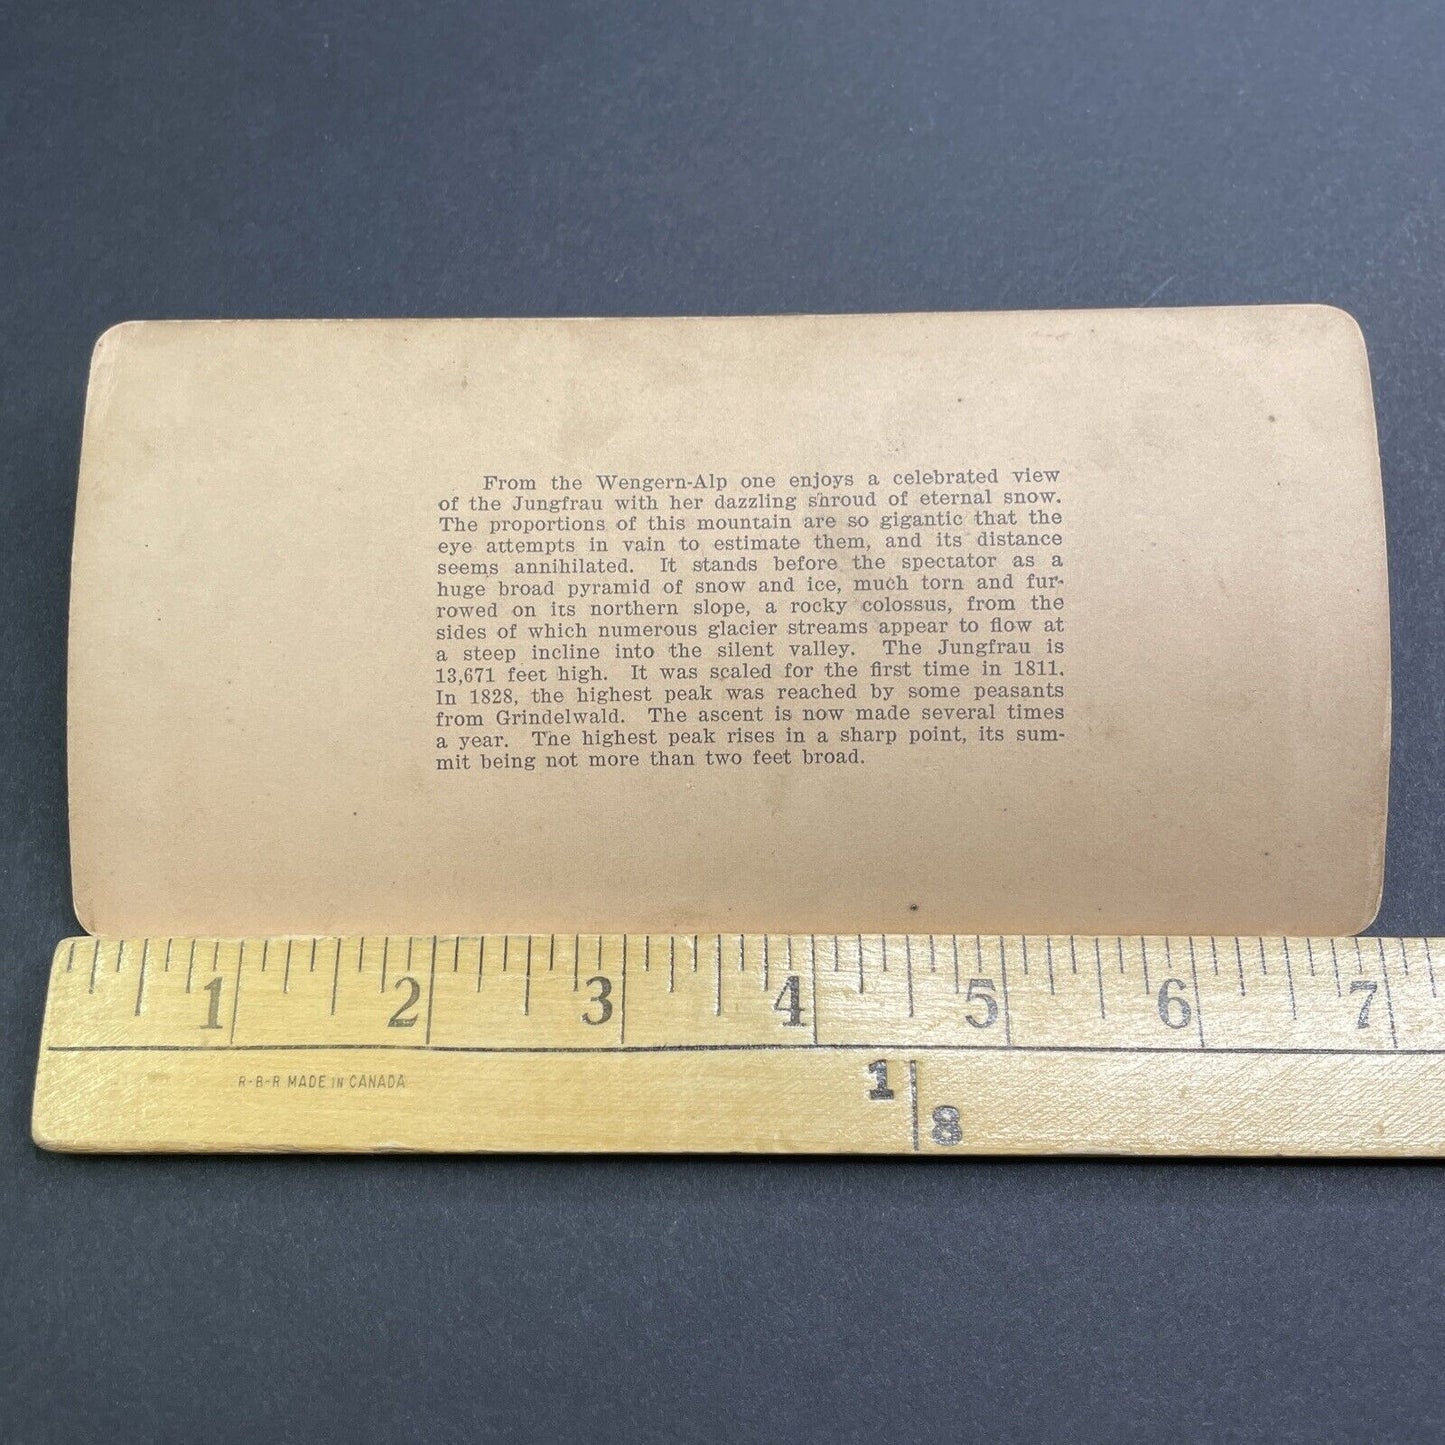 From the Wengern-Alp one enjoys a celebrated view
of the Jungfrau with her dazzling shroud of eternal snow.
The proportions of this mountain are so gigantic that the
eye attempts in vain to estimate them, and its distance
seems annihilated. It stands before the spectator as a
huge broad pyramid of snow and ice, much torn and fur-
rowed on its northern slope, a rocky colossus, from the
sides of which numerous glacier streams appear to flow at
a steep incline into the silent valley. The Jungfrau is
13,671 feet high. It was scaled for the first time in 1811.
In 1828, the highest peak was reached by some peasants
from Grindelwald. The ascent is now made several times
a year. The highest peak rises in a sharp point, its sum-
mit being not more than two feet broad.
1 2 3 4 5 6 7
R-B-R MADE IN CANADA
1 8